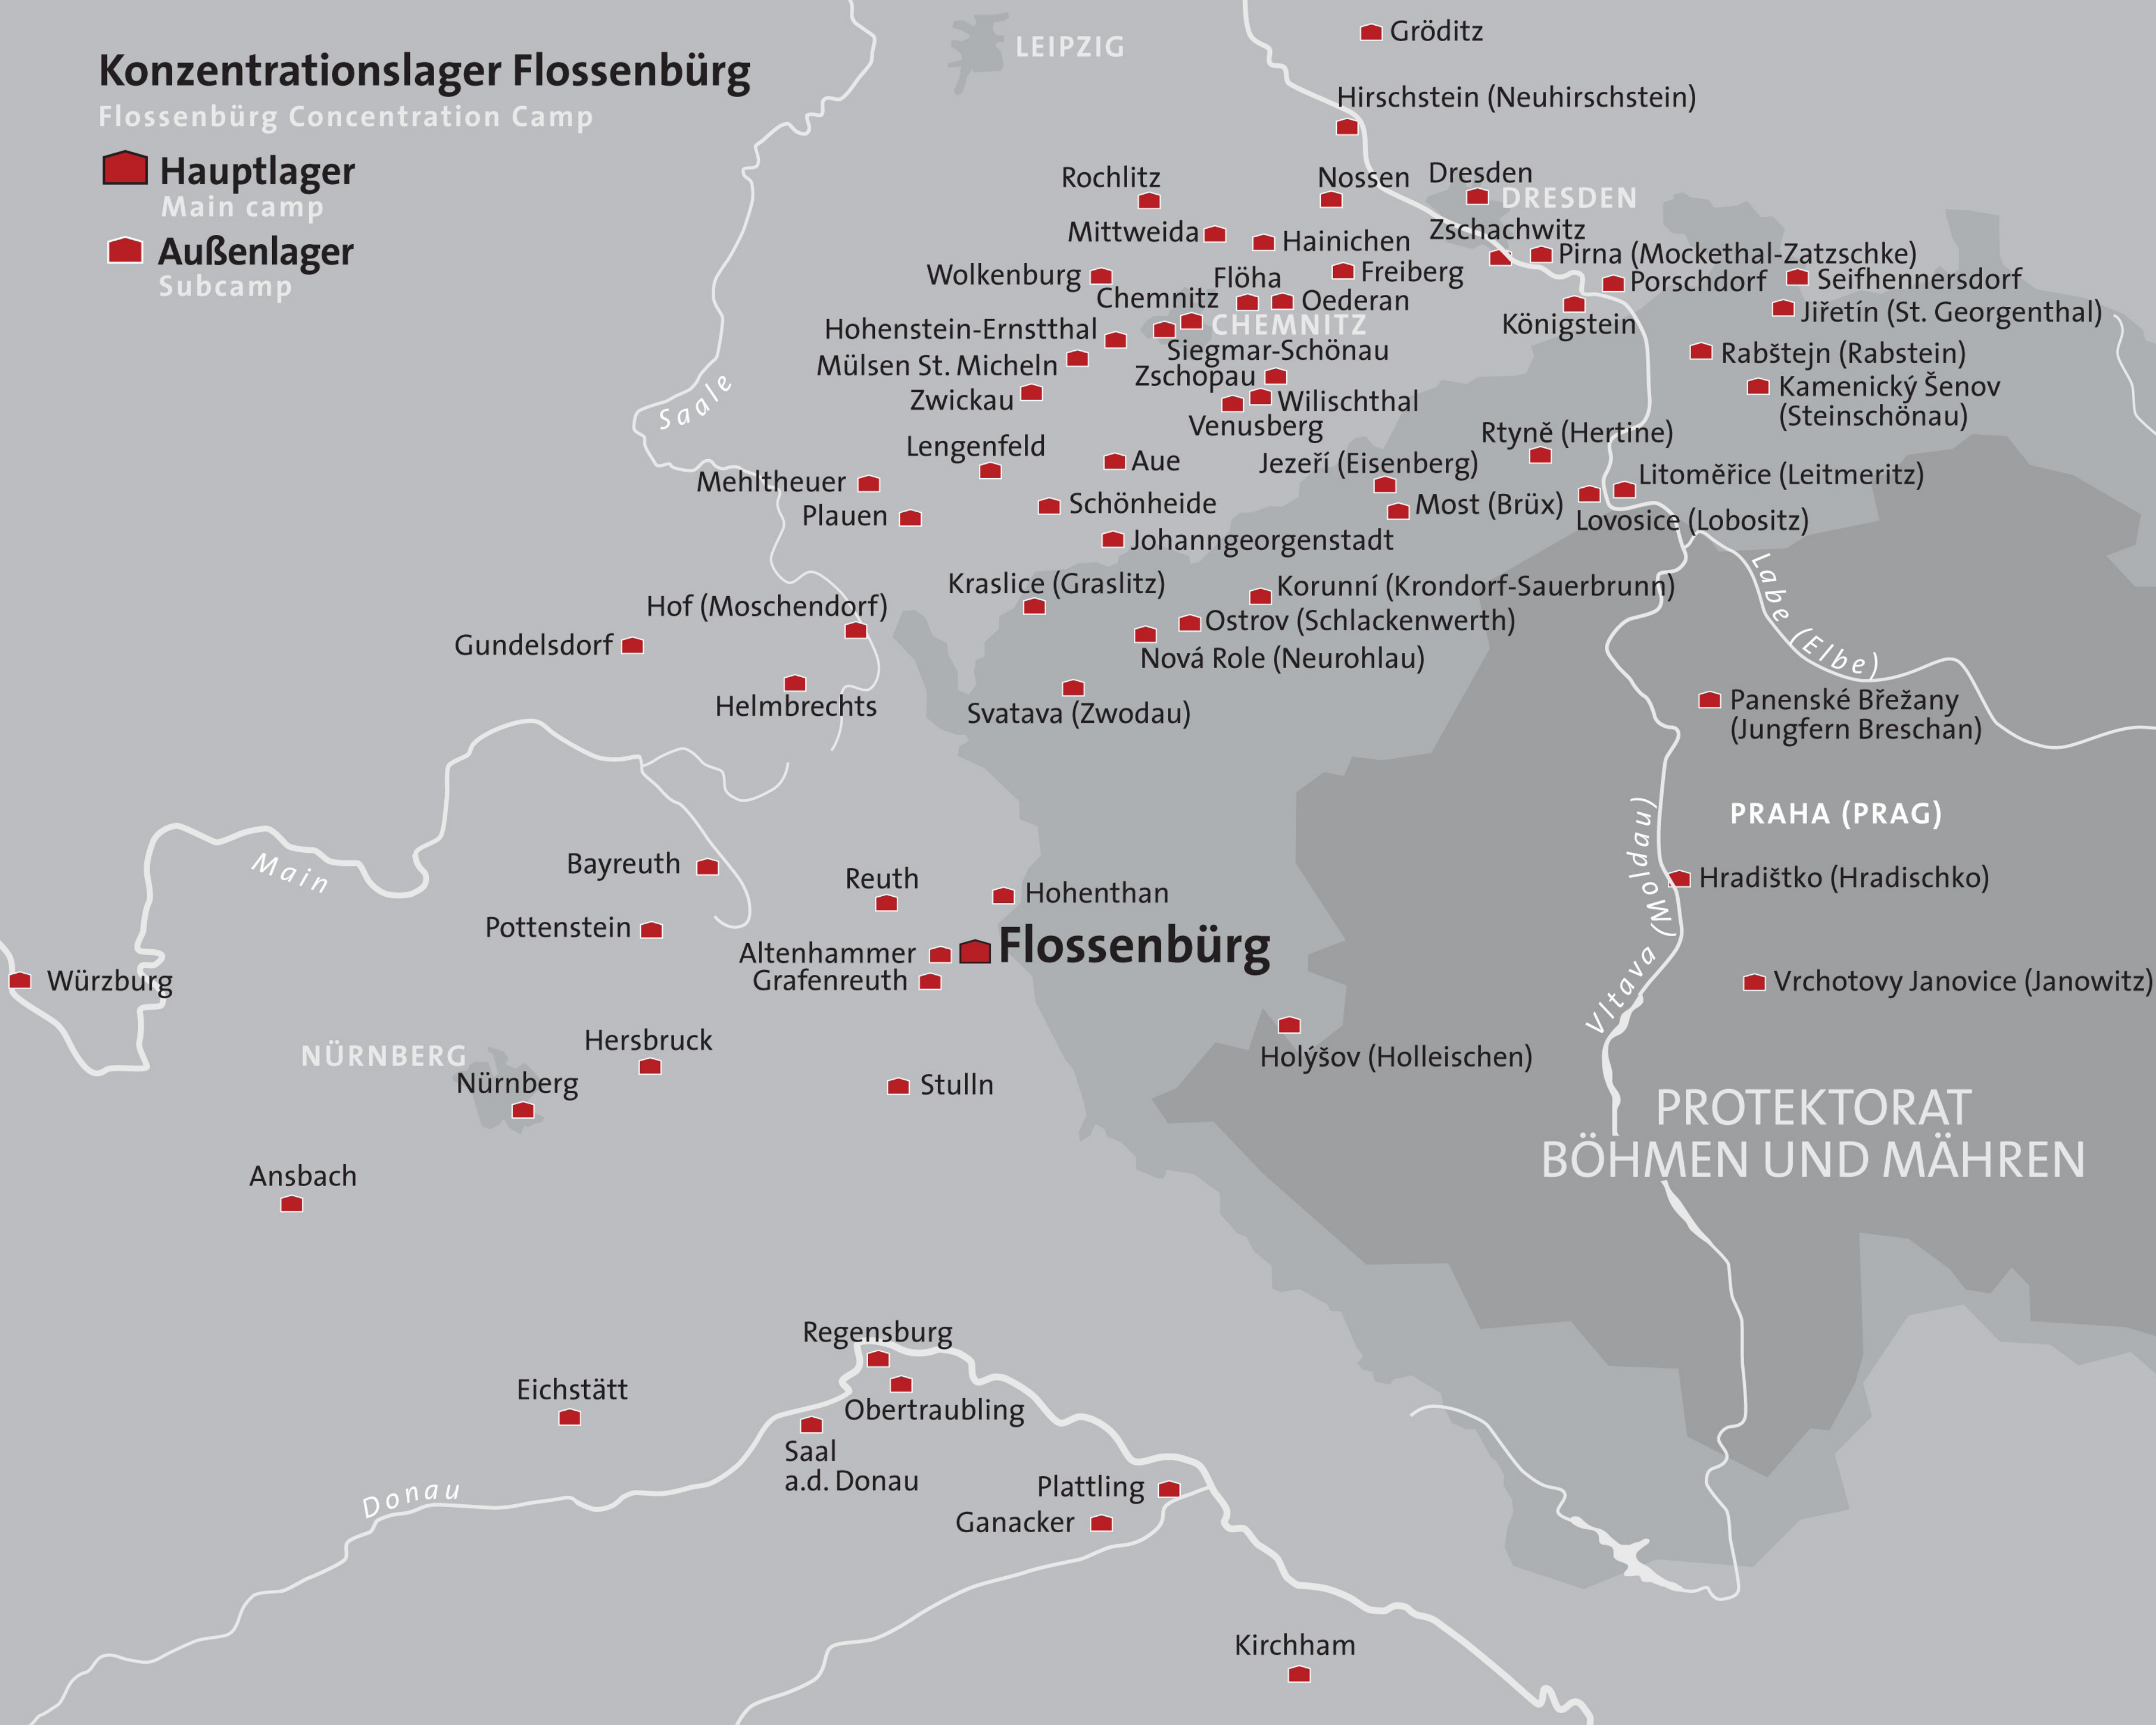 Konzentrationslager Flossenbürg
Flossenbürg Concentration Camp
Hauptlager
Main camp
Außenlager
Subcamp
LEIPZIG
Gröditz
Hirschstein (Neuhirschstein)
Rochlitz
Nossen
Dresden
DRESDEN
Mittweida
Hainichen
Zschachwitz
Pirna (Mockethal-Zatzschke)
Wolkenburg
Flöha
Freiberg
Porschdorf
Seifhennersdorf
Chemnitz
Oederan
Königstein
Jiřetín (St. Georgenthal)
Hohenstein-Ernstthal
CHEMNITZ
Siegmar-Schönau
Rabštejn (Rabstein)
Mülsen St. Micheln
Zschopau
Kamenický Šenov
(Steinschönau)
Saale
Zwickau
Wilischthal
Venusberg
Rtyně (Hertine)
Lengenfeld
Aue
Jezeří (Eisenberg)
Litoměřice (Leitmeritz)
Mehltheuer
Schönheide
Most (Brüx)
Plauen
Lovosice (Lobositz)
Johanngeorgenstadt
Kraslice (Graslitz)
Korunní (Krondorf-Sauerbrunn)
Labe (Elbe)
Hof (Moschendorf)
Ostrov (Schlackenwerth)
Gundelsdorf
Nová Role (Neurohlau)
Helmbrechts
Svatava (Zwodau)
Panenské Břežany
(Jungfern Breschan)
PRAHA (PRAG)
Main
Bayreuth
Reuth
Hohenthan
Hradištko (Hradischko)
Vltava (Moldau)
Pottenstein
Altenhammer
Flossenbürg
Grafenreuth
Würzburg
Vrchotovy Janovice (Janowitz)
NÜRNBERG
Hersbruck
Holýšov (Holleischen)
Nürnberg
Stulln
PROTEKTORAT
BÖHMEN UND MÄHREN
Ansbach
Regensburg
Eichstätt
Obertraubling
Saal
a.d. Donau
Donau
Plattling
Ganacker
Kirchham